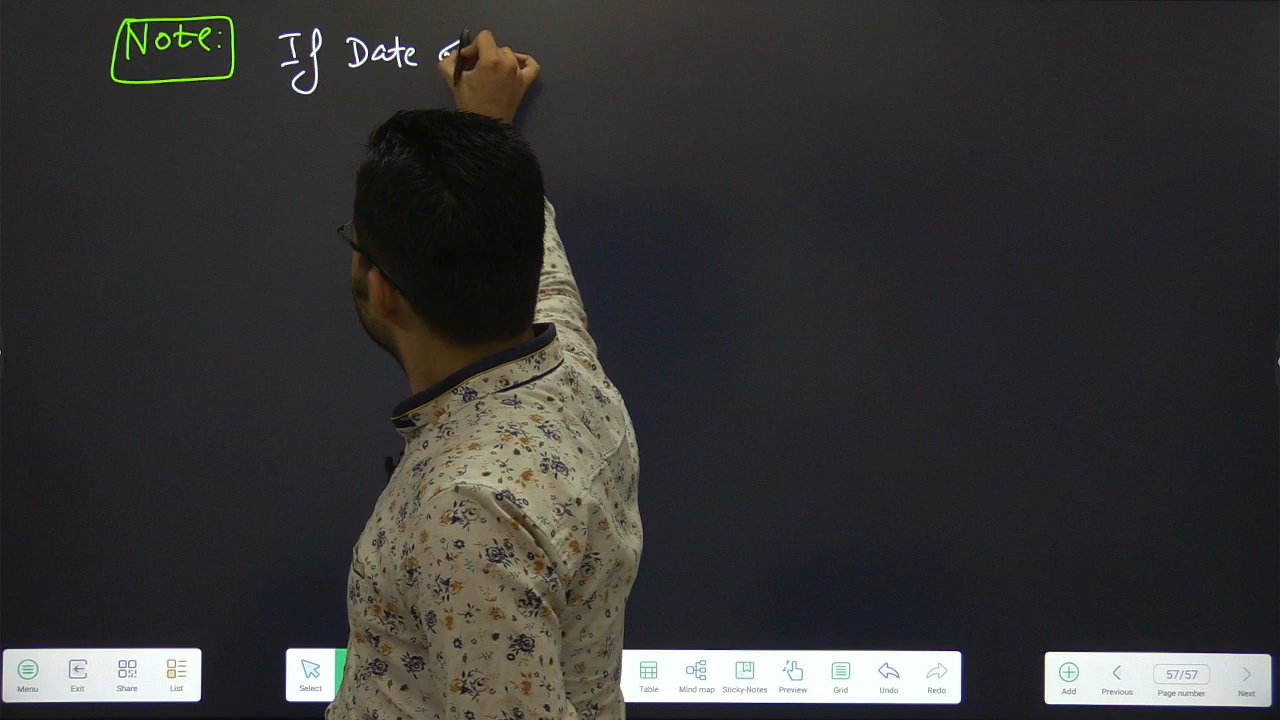 Note: If Date
Menu Exit Share List Select Table Mind map Sticky-Notes Preview Grid Undo Redo Add Previous 57/57 Page number Next